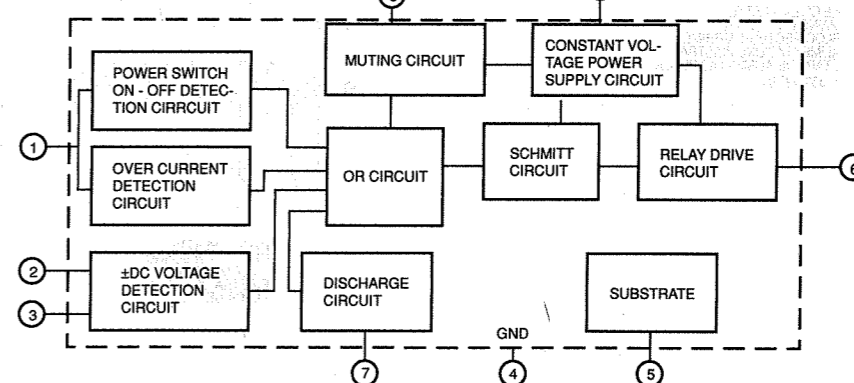 MUTING CIRCUIT
CONSTANT VOL-
TAGE POWER
SUPPLY CIRCUIT
POWER SWITCH
ON - OFF DETEC-
TION CIRRCUIT
1
OVER CURRENT
DETECTION
CIRCUIT
OR CIRCUIT
SCHMITT
CIRCUIT
RELAY DRIVE
CIRCUIT
2
3
±DC VOLTAGE
DETECTION
CIRCUIT
DISCHARGE
CIRCUIT
SUBSTRATE
GND
7
4
5